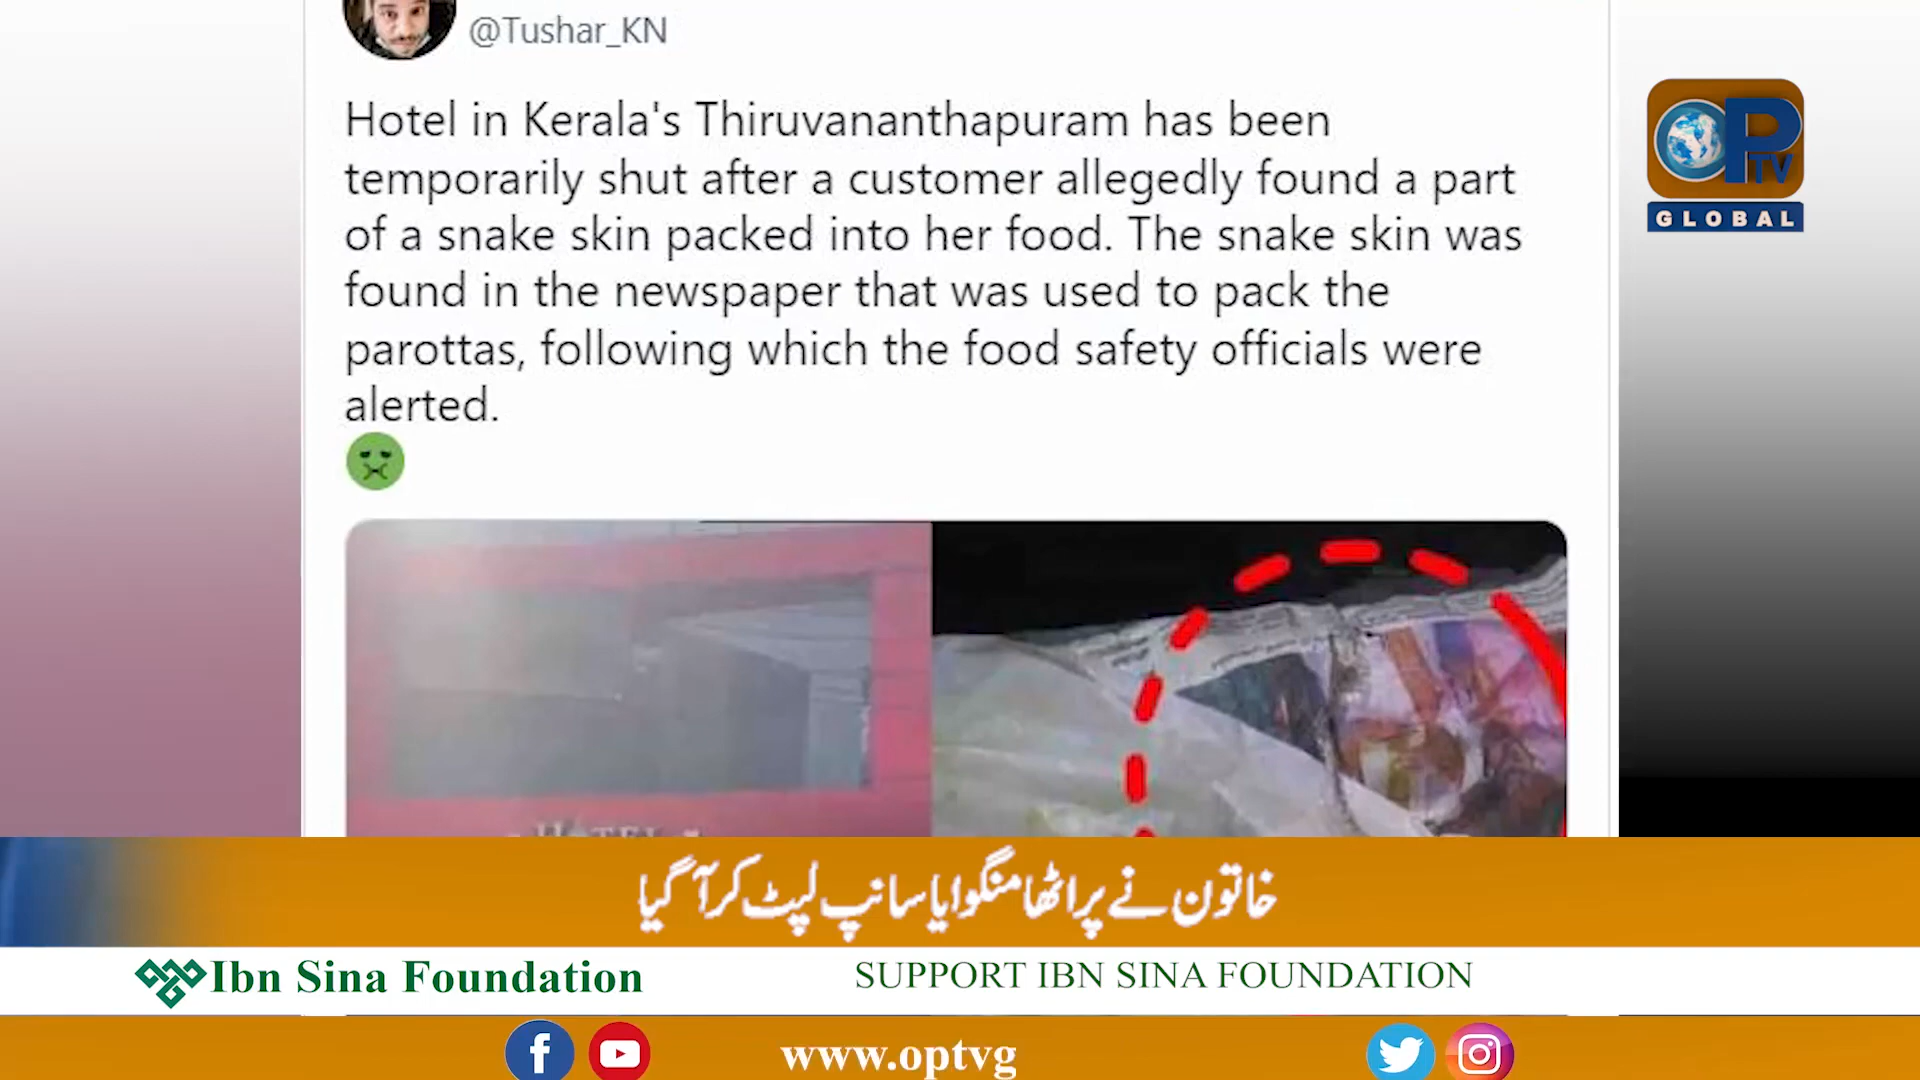 @Tushar_KN
Hotel in Kerala's Thiruvananthapuram has been
temporarily shut after a customer allegedly found a part
of a snake skin packed into her food. The snake skin was
found in the newspaper that was used to pack the
parottas, following which the food safety officials were
alerted.
OPTV
GLOBAL
HOTEL
خاتون نے پراٹھا منگوایا سانپ لپٹ کر آ گیا
Ibn Sina Foundation
SUPPORT IBN SINA FOUNDATION
www.optvg